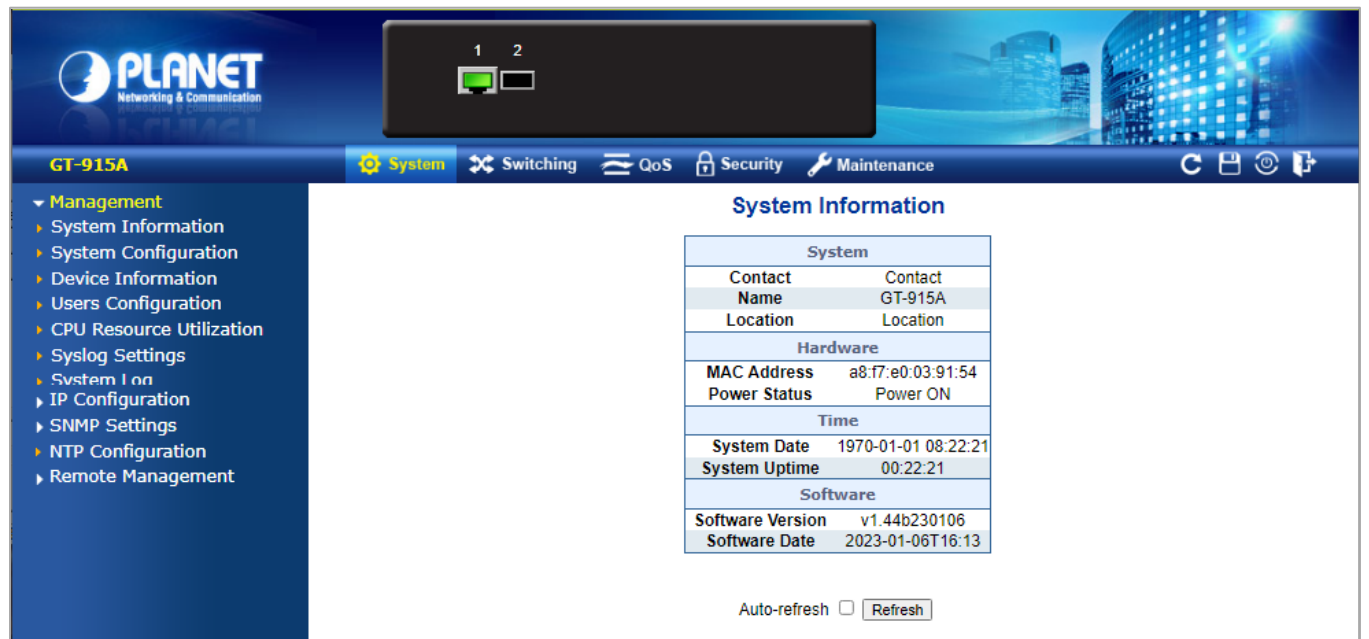 1 2
PLANET
Networking & Communication
GT-915A
System Switching QoS Security Maintenance
Management
System Information
System Configuration
Device Information
Users Configuration
CPU Resource Utilization
Syslog Settings
System Log
IP Configuration
SNMP Settings
NTP Configuration
Remote Management
System Information
System
Contact Contact
Name GT-915A
Location Location
Hardware
MAC Address a8:f7:e0:03:91:54
Power Status Power ON
Time
System Date 1970-01-01 08:22:21
System Uptime 00:22:21
Software
Software Version v1.44b230106
Software Date 2023-01-06T16:13
Auto-refresh Refresh